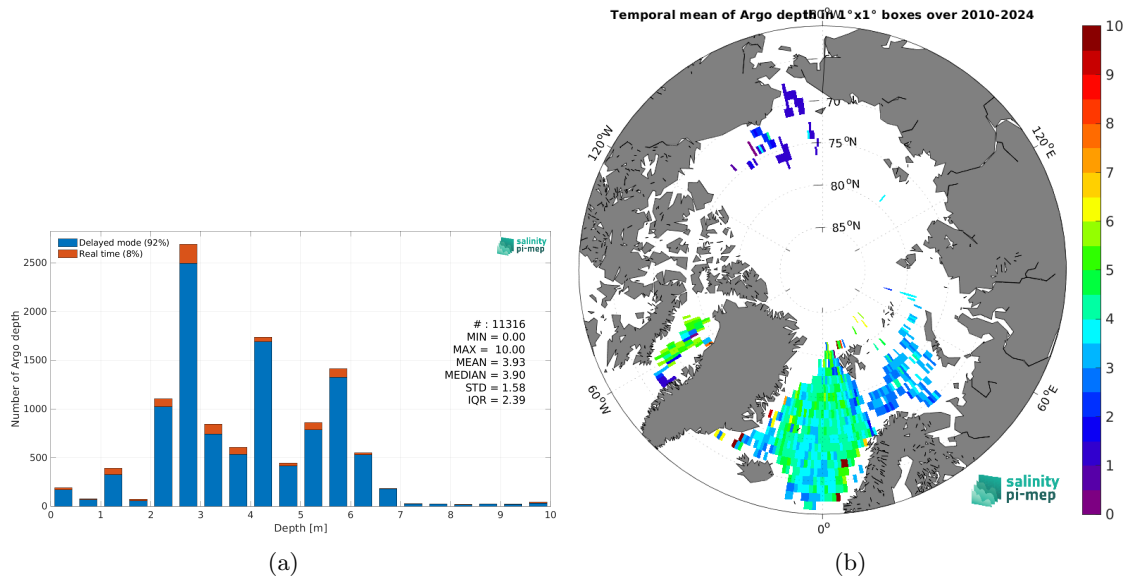 Delayed mode (92%)
Real time (8%)
salinity
pi-mep
# : 11316
MIN = 0.00
MAX = 10.00
MEAN = 3.93
MEDIAN = 3.90
STD = 1.58
IQR = 2.39
Number of Argo depth
2500
2000
1500
1000
500
0
0 1 2 3 4 5 6 7 8 9 10
Depth [m]
(a)
Temporal mean of Argo depth in 1°x1° boxes over 2010-2024
120°W
120°E
75°N
80°N
85°N
60°W
60°E
0°
salinity
pi-mep
10
9
8
7
6
5
4
3
2
1
0
(b)